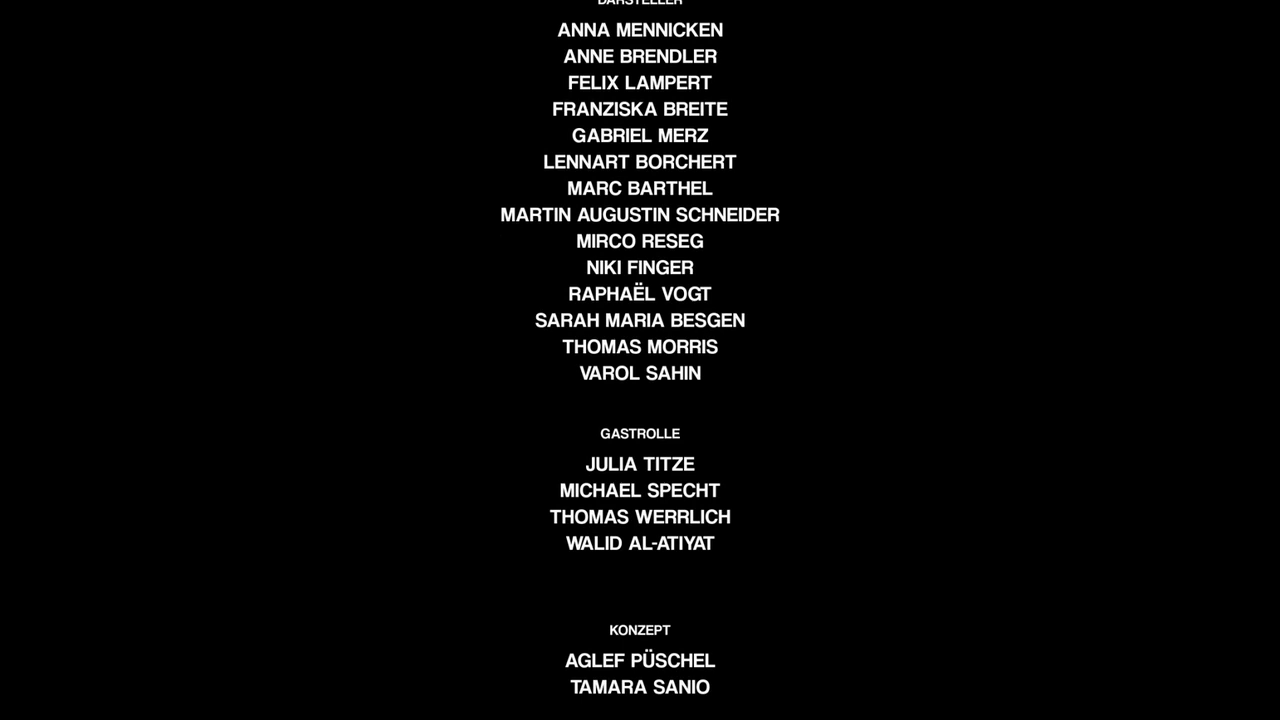 DARSTELLER
ANNA MENNICKEN
ANNE BRENDLER
FELIX LAMPERT
FRANZISKA BREITE
GABRIEL MERZ
LENNART BORCHERT
MARC BARTHEL
MARTIN AUGUSTIN SCHNEIDER
MIRCO RESEG
NIKI FINGER
RAPHAËL VOGT
SARAH MARIA BESGEN
THOMAS MORRIS
VAROL SAHIN
GASTROLLE
JULIA TITZE
MICHAEL SPECHT
THOMAS WERRLICH
WALID AL-ATIYAT
KONZEPT
AGLEF PÜSCHEL
TAMARA SANIO